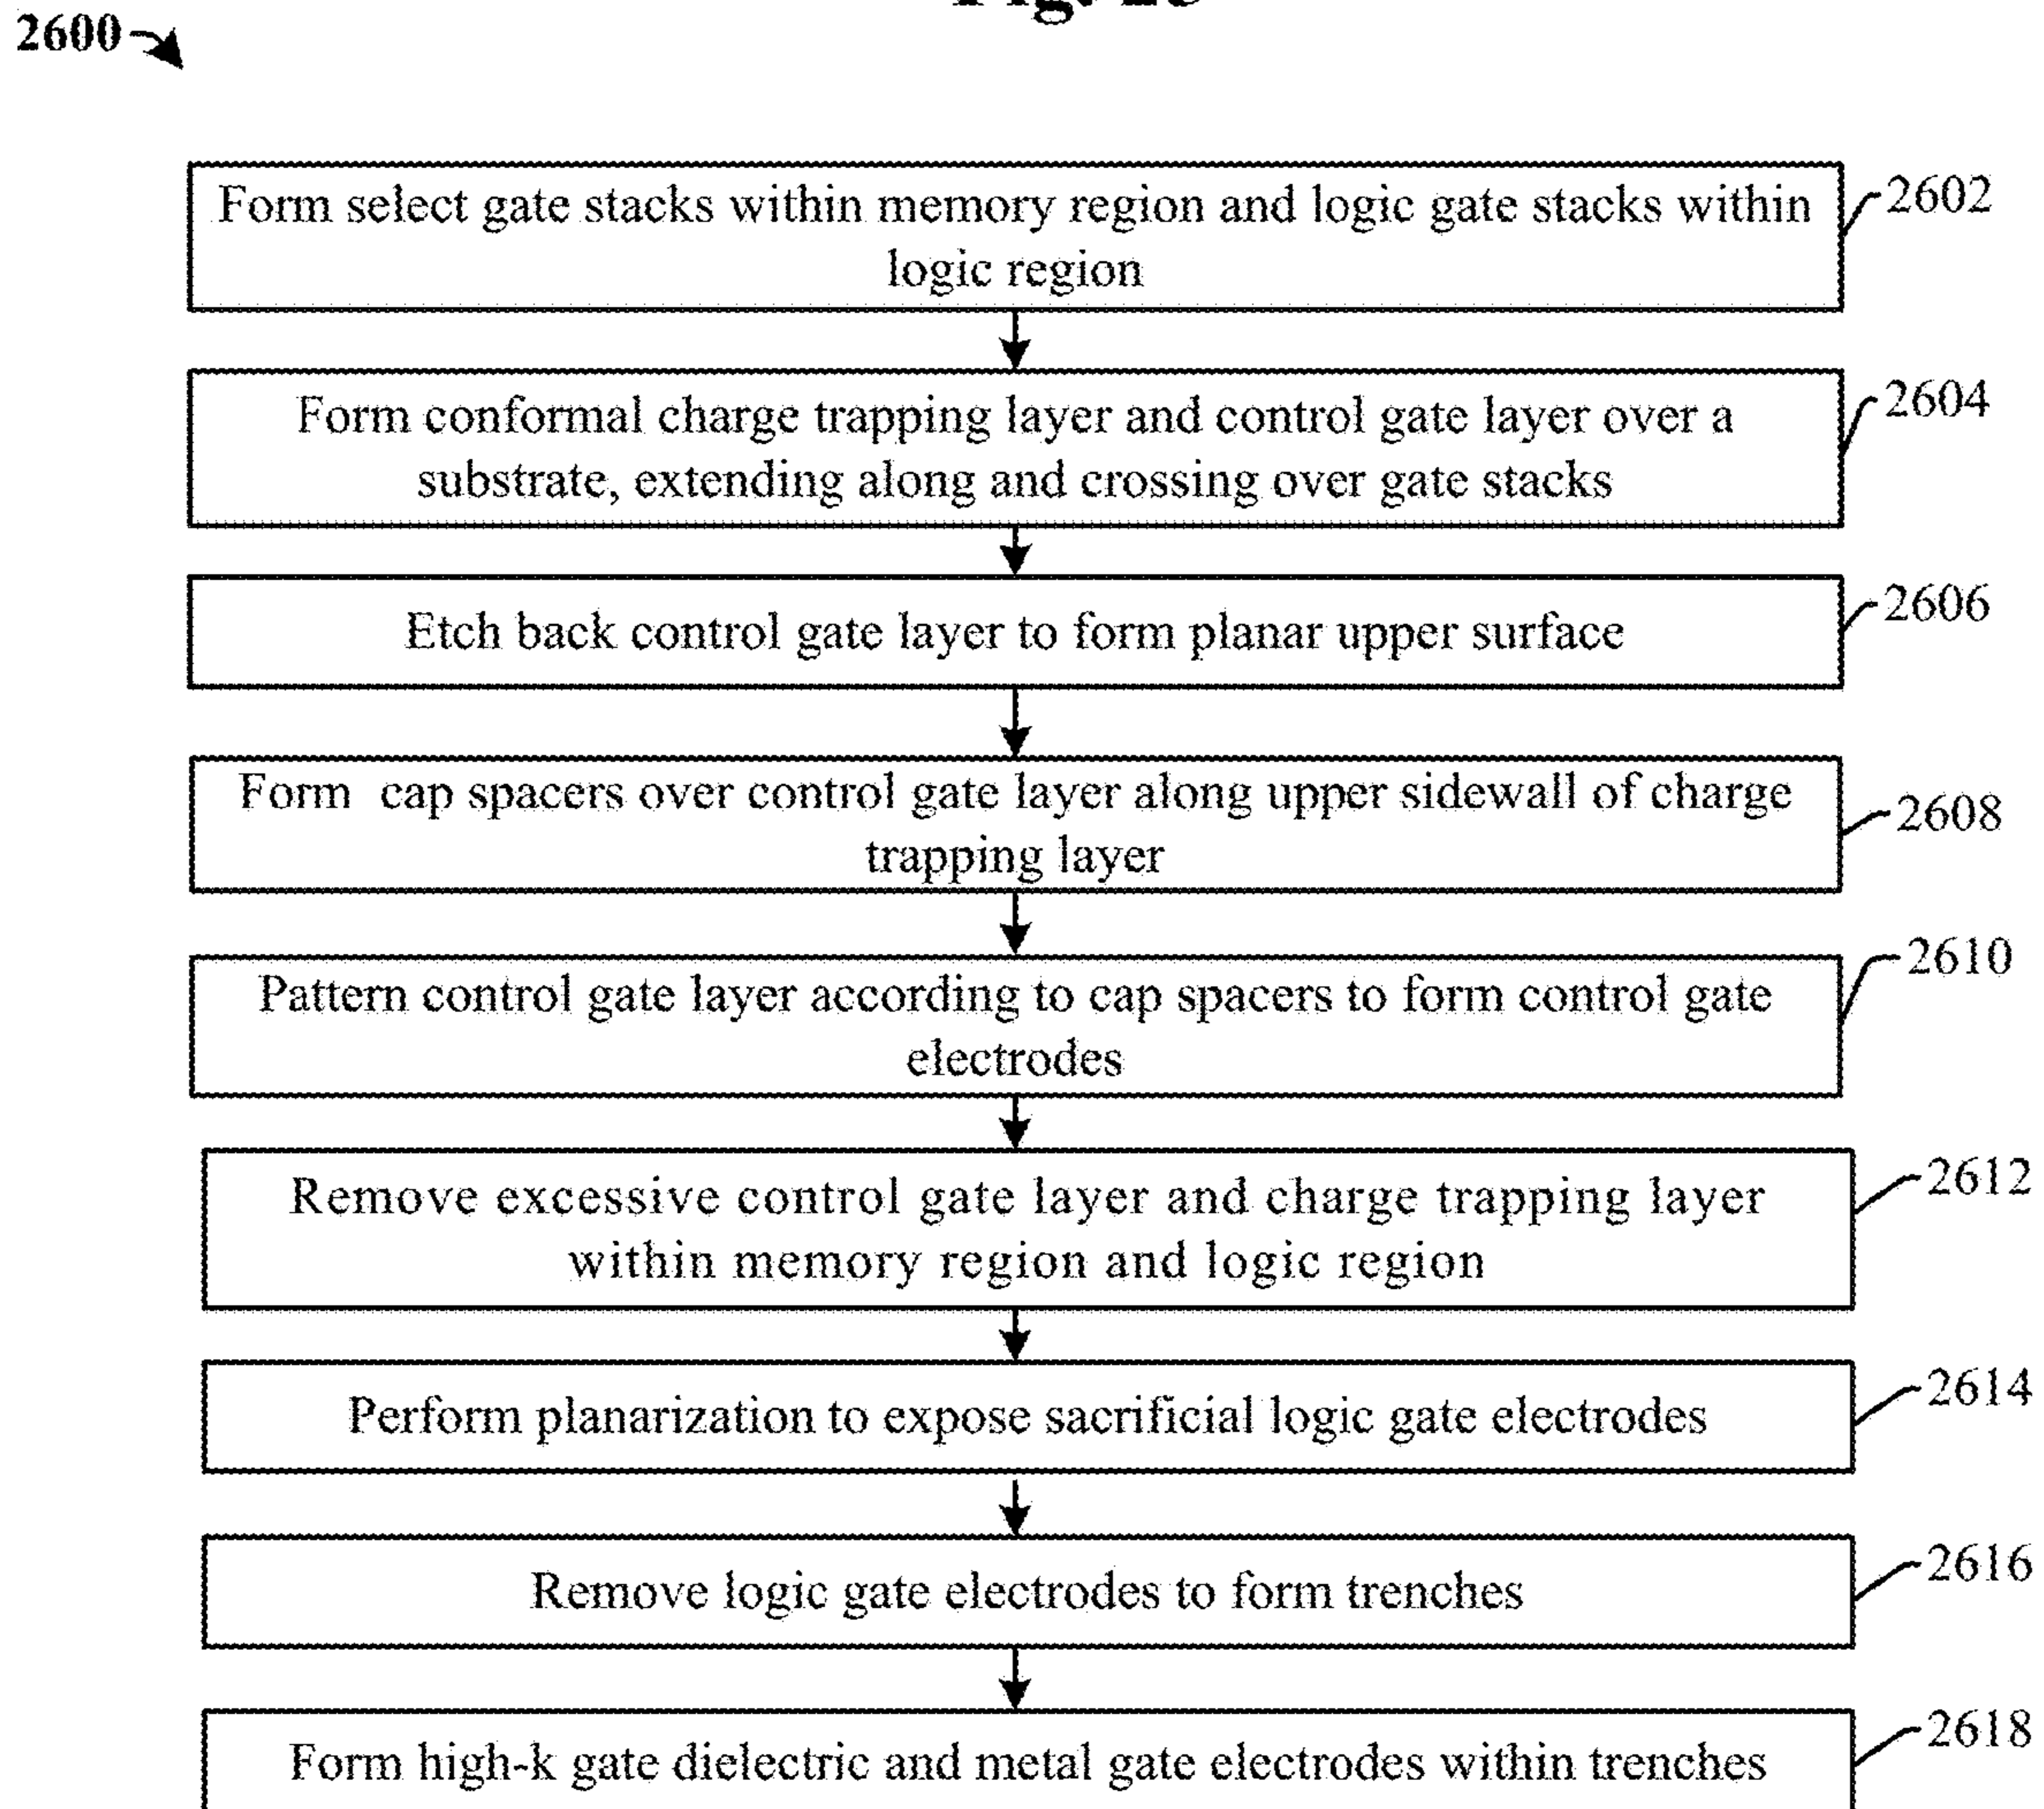 2600
Form select gate stacks within memory region and logic gate stacks within
logic region
2602
Form conformal charge trapping layer and control gate layer over a
substrate, extending along and crossing over gate stacks
2604
Etch back control gate layer to form planar upper surface
2606
Form cap spacers over control gate layer along upper sidewall of charge
trapping layer
2608
Pattern control gate layer according to cap spacers to form control gate
electrodes
2610
Remove excessive control gate layer and charge trapping layer
within memory region and logic region
2612
Perform planarization to expose sacrificial logic gate electrodes
2614
Remove logic gate electrodes to form trenches
2616
Form high-k gate dielectric and metal gate electrodes within trenches
2618